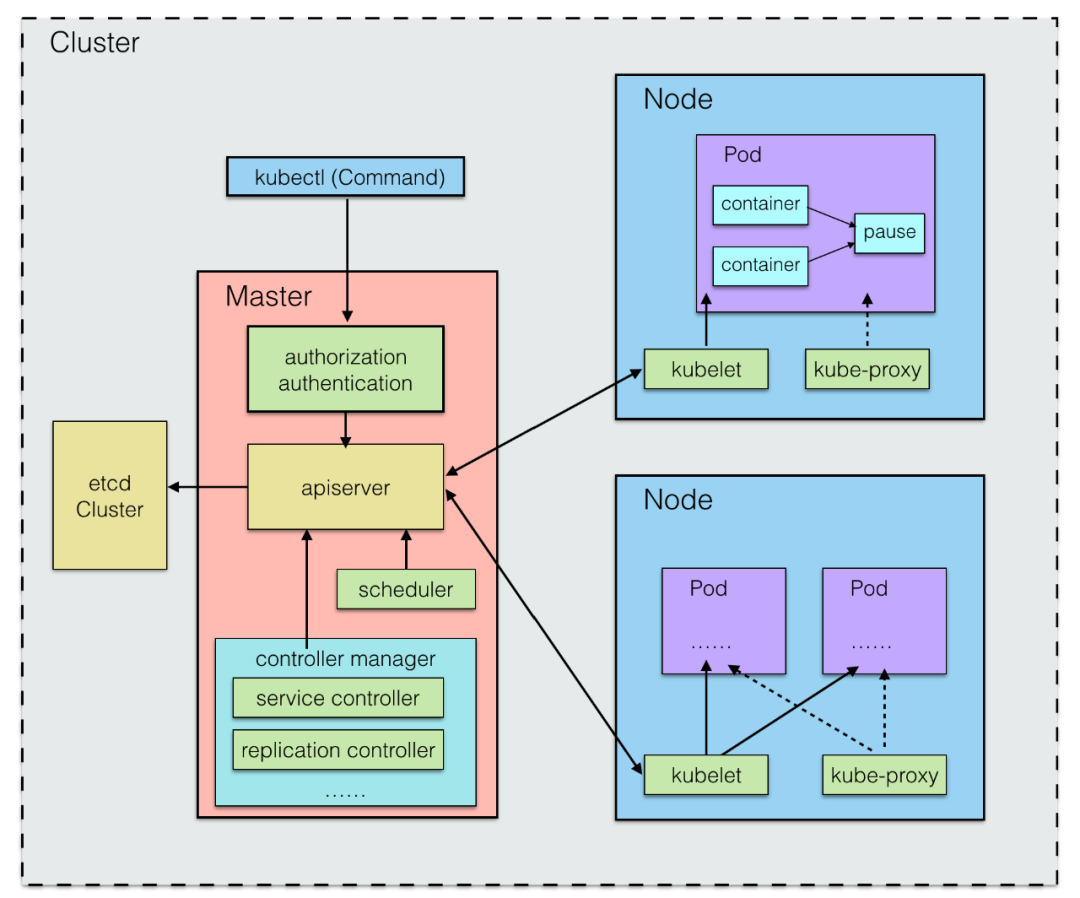 Cluster
kubectl (Command)
Master
authorization
authentication
etcd
Cluster
apiserver
scheduler
controller manager
service controller
replication controller
......
Node
Pod
container
container
pause
kubelet
kube-proxy
Node
Pod
......
Pod
......
kubelet
kube-proxy